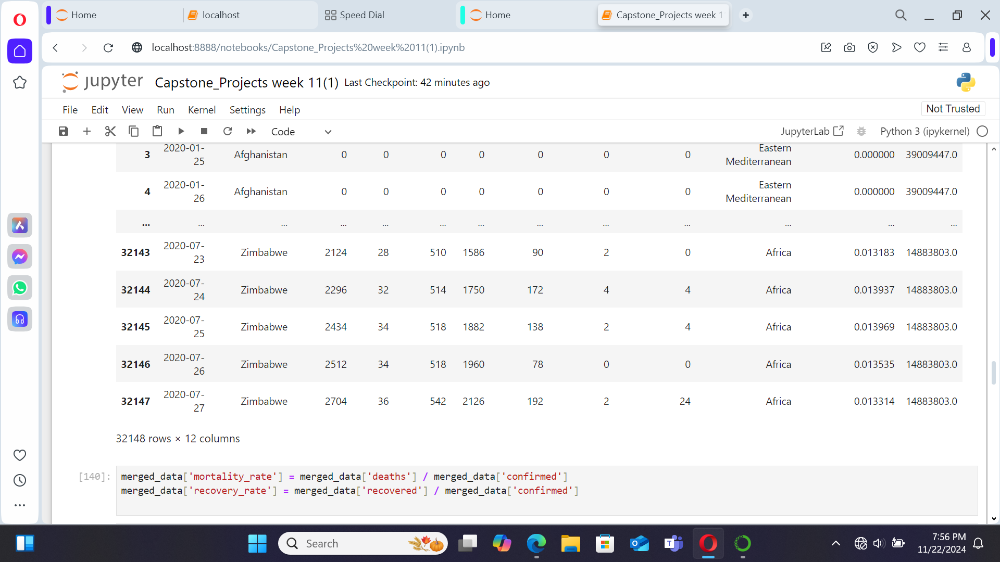 Home
localhost
Speed Dial
Home
Capstone_Projects week 1
localhost:8888/notebooks/Capstone_Projects%20week%2011(1).ipynb
jupyter Capstone_Projects week 11(1) Last Checkpoint: 42 minutes ago
File Edit View Run Kernel Settings Help
Not Trusted
Code
JupyterLab
Python 3 (ipykernel)
3 2020-01-25 Afghanistan 0 0 0 0 0 0 0 Eastern Mediterranean 0.000000 39009447.0
4 2020-01-26 Afghanistan 0 0 0 0 0 0 0 Eastern Mediterranean 0.000000 39009447.0
... ... ... ... ... ... ... ... ... ... ... ... ...
32143 2020-07-23 Zimbabwe 2124 28 510 1586 90 2 0 Africa 0.013183 14883803.0
32144 2020-07-24 Zimbabwe 2296 32 514 1750 172 4 4 Africa 0.013937 14883803.0
32145 2020-07-25 Zimbabwe 2434 34 518 1882 138 2 4 Africa 0.013969 14883803.0
32146 2020-07-26 Zimbabwe 2512 34 518 1960 78 0 0 Africa 0.013535 14883803.0
32147 2020-07-27 Zimbabwe 2704 36 542 2126 192 2 24 Africa 0.013314 14883803.0
32148 rows × 12 columns
[140]: merged_data['mortality_rate'] = merged_data['deaths'] / merged_data['confirmed']
merged_data['recovery_rate'] = merged_data['recovered'] / merged_data['confirmed']
Search
7:56 PM
11/22/2024